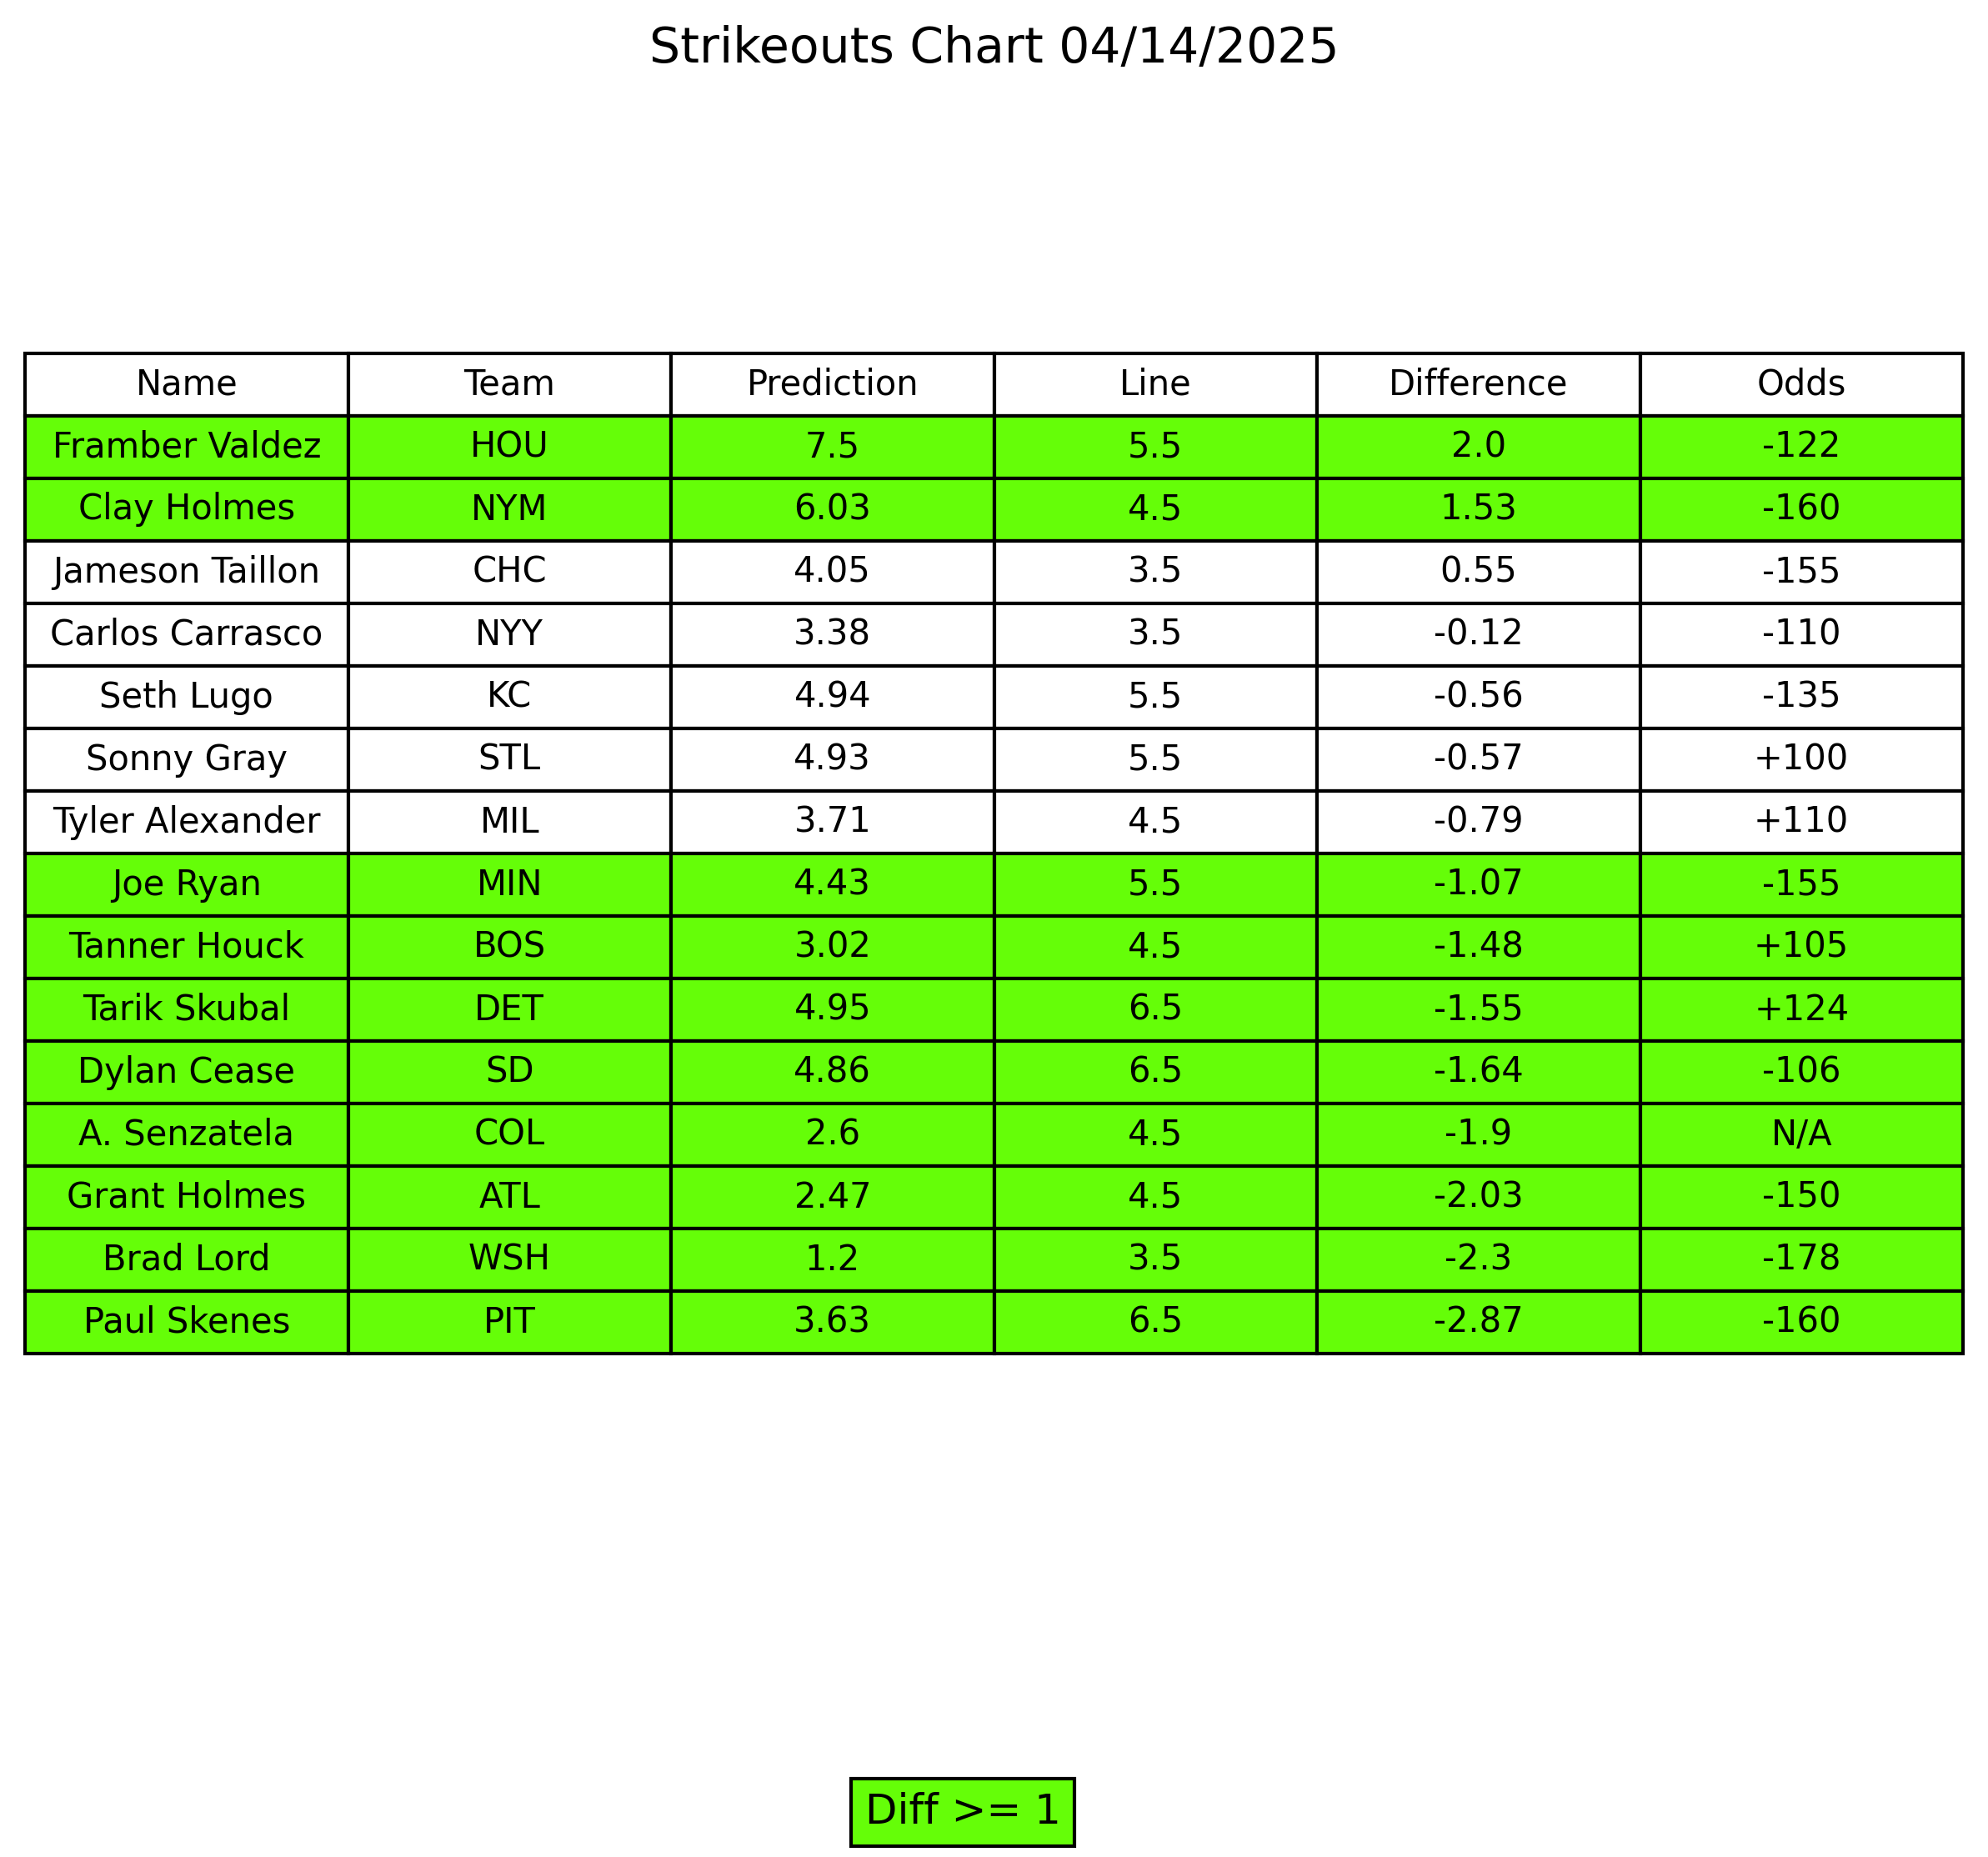 Strikeouts Chart 04/14/2025
Name Team Prediction Line Difference Odds
Framber Valdez HOU 7.5 5.5 2.0 -122
Clay Holmes NYM 6.03 4.5 1.53 -160
Jameson Taillon CHC 4.05 3.5 0.55 -155
Carlos Carrasco NYY 3.38 3.5 -0.12 -110
Seth Lugo KC 4.94 5.5 -0.56 -135
Sonny Gray STL 4.93 5.5 -0.57 +100
Tyler Alexander MIL 3.71 4.5 -0.79 +110
Joe Ryan MIN 4.43 5.5 -1.07 -155
Tanner Houck BOS 3.02 4.5 -1.48 +105
Tarik Skubal DET 4.95 6.5 -1.55 +124
Dylan Cease SD 4.86 6.5 -1.64 -106
A. Senzatela COL 2.6 4.5 -1.9 N/A
Grant Holmes ATL 2.47 4.5 -2.03 -150
Brad Lord WSH 1.2 3.5 -2.3 -178
Paul Skenes PIT 3.63 6.5 -2.87 -160
Diff >= 1